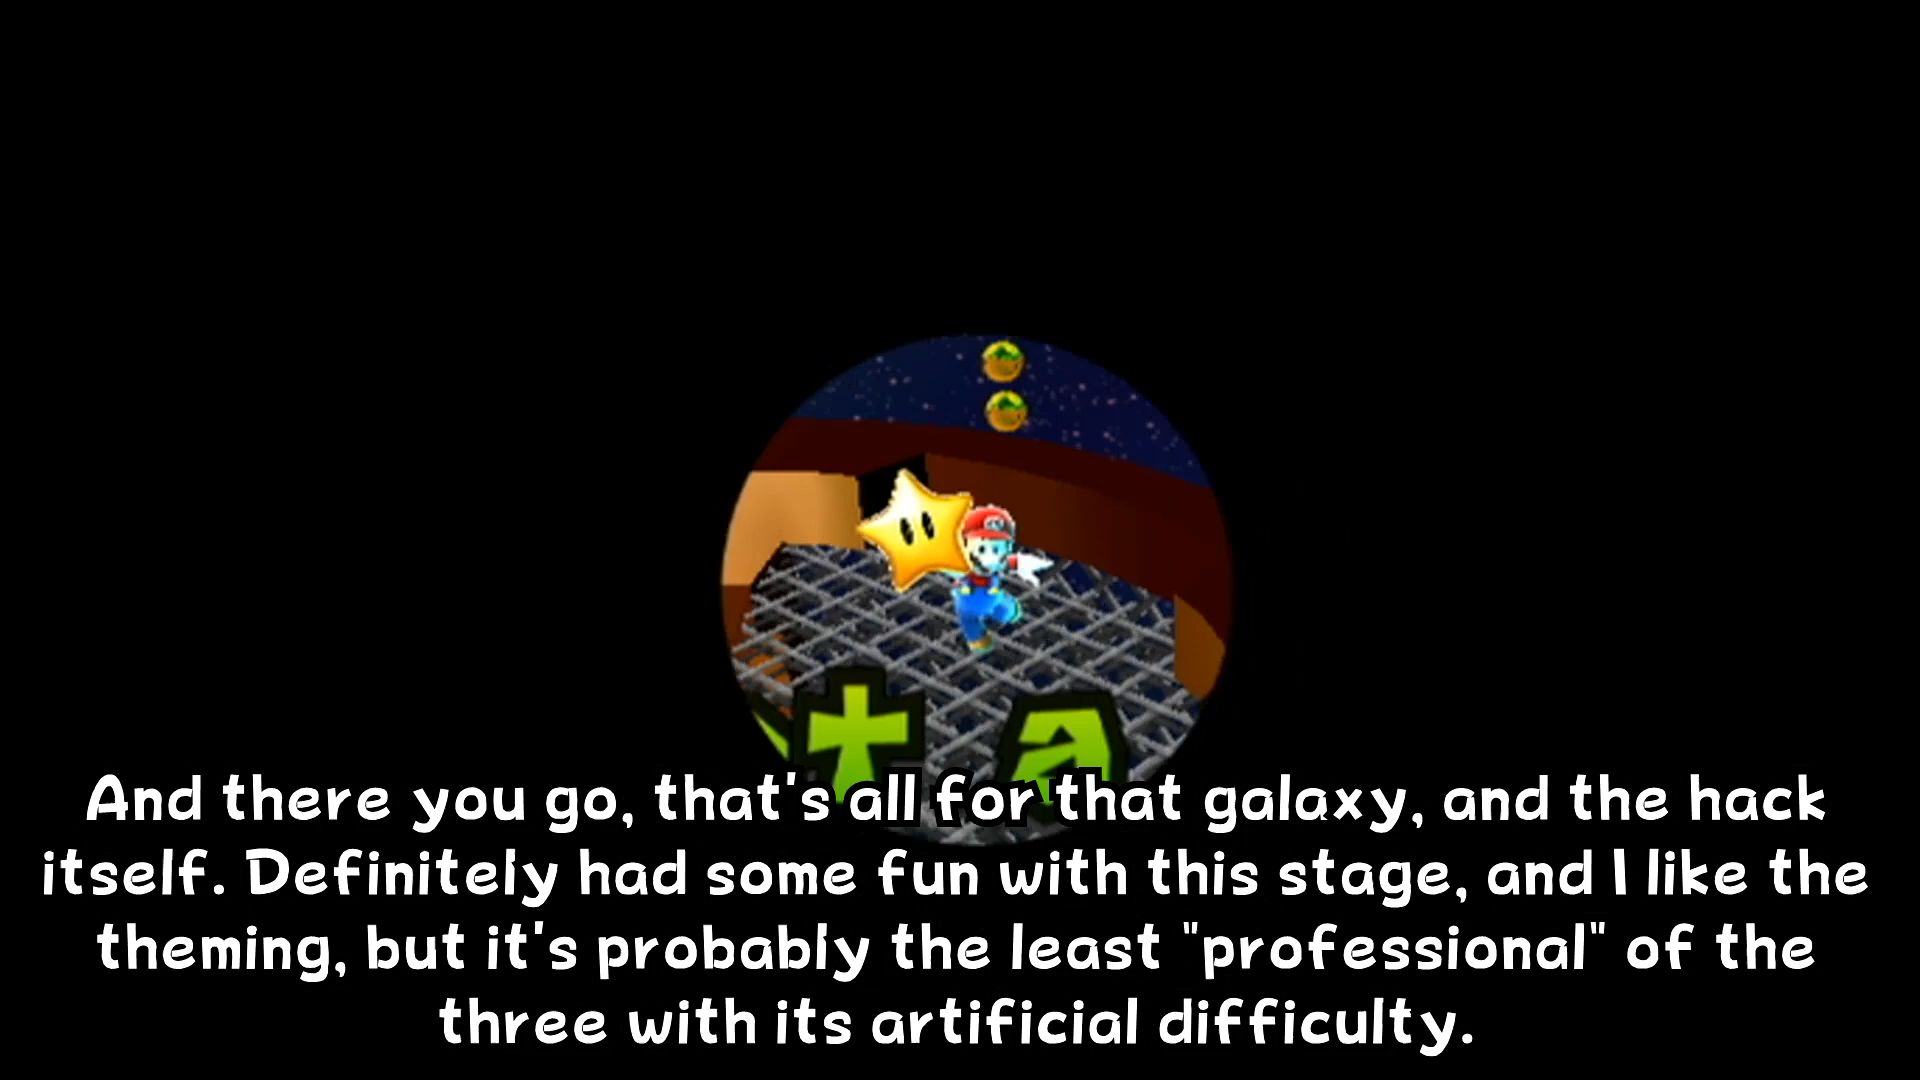 t a
And there you go, that's all for that galaxy, and the hack
itself. Definitely had some fun with this stage, and I like the
theming, but it's probably the least "professional" of the
three with its artificial difficulty.